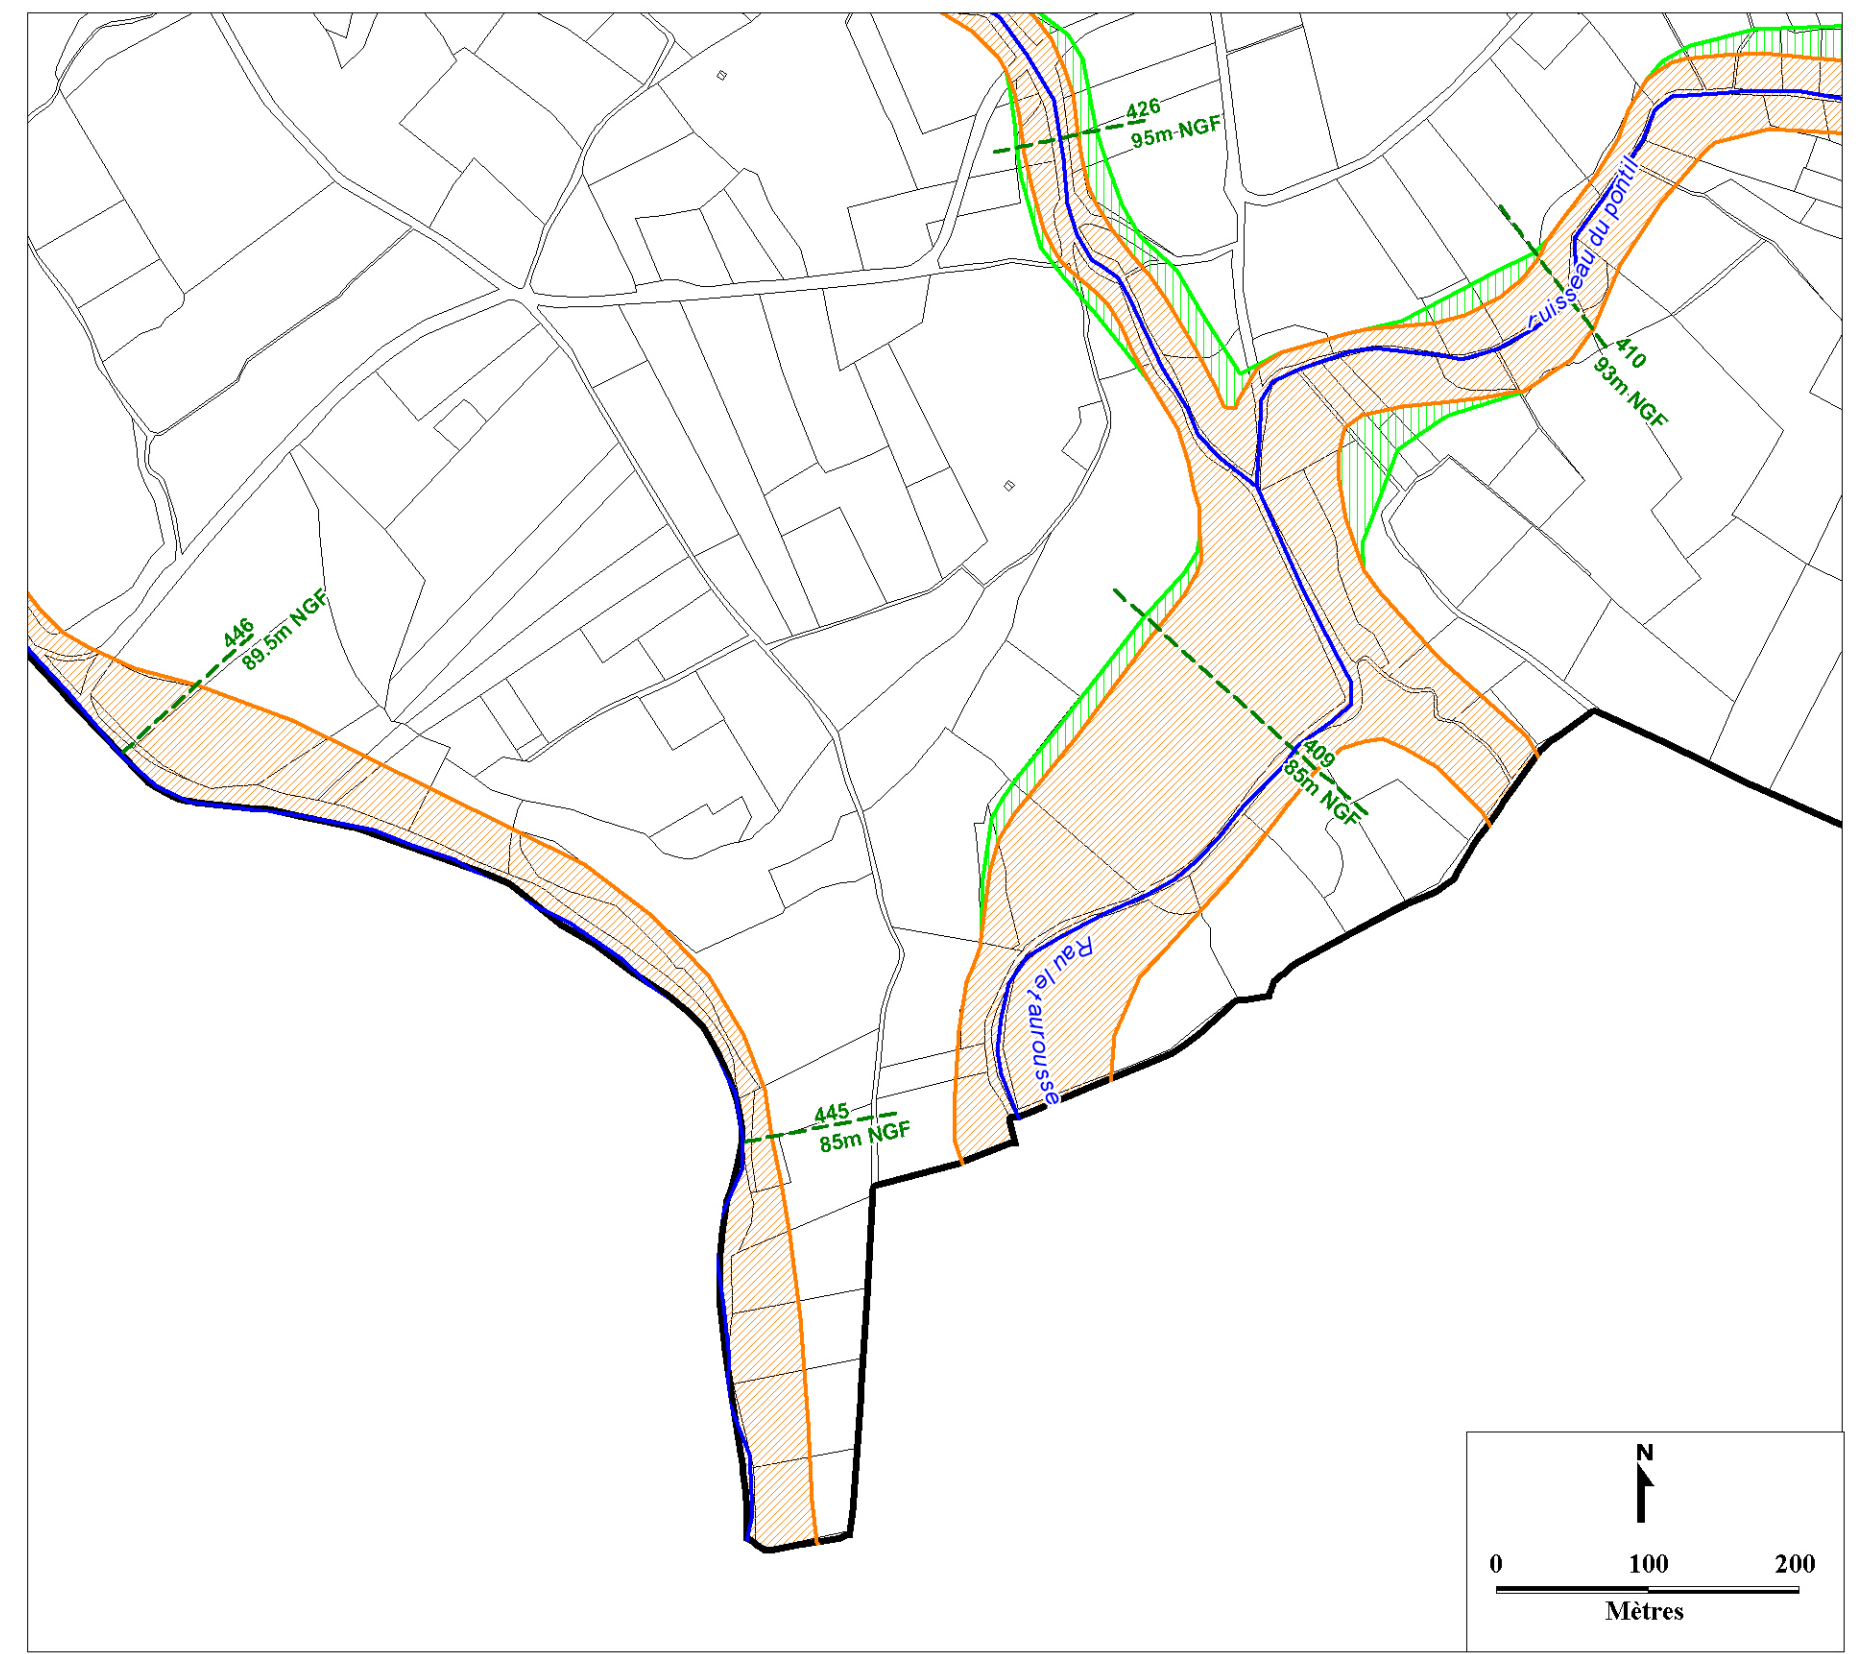 426
95m NGF
ruisseau du pontil
410
93m NGF
446
89.5m NGF
409
85m NGF
Rau le taurousse
445
85m NGF
N
0 100 200
Mètres